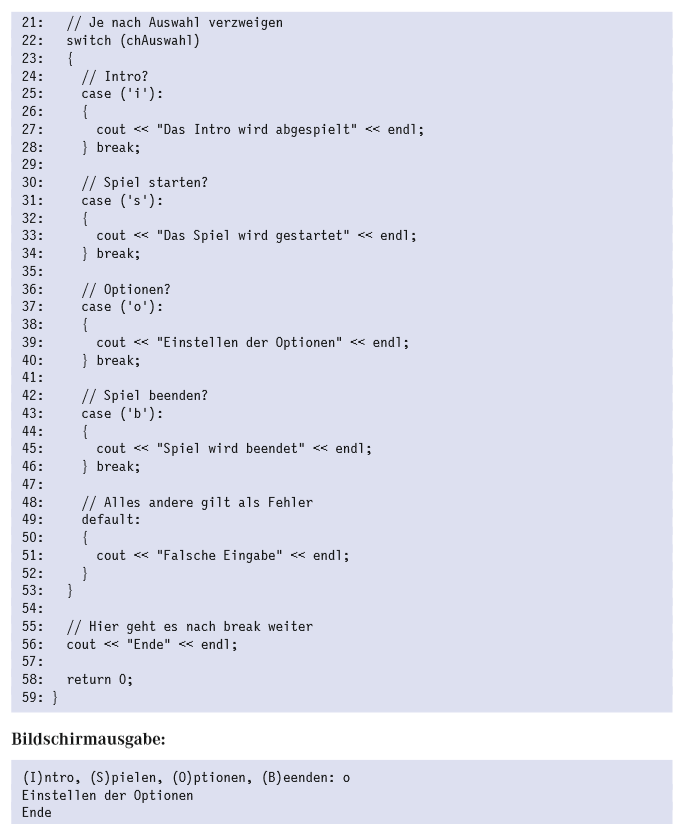 21:   // Je nach Auswahl verzweigen
22:   switch (chAuswahl)
23:   {
24:     // Intro?
25:     case ('i'):
26:     {
27:       cout << "Das Intro wird abgespielt" << endl;
28:     } break;
29:
30:     // Spiel starten?
31:     case ('s'):
32:     {
33:       cout << "Das Spiel wird gestartet" << endl;
34:     } break;
35:
36:     // Optionen?
37:     case ('o'):
38:     {
39:       cout << "Einstellen der Optionen" << endl;
40:     } break;
41:
42:     // Spiel beenden?
43:     case ('b'):
44:     {
45:       cout << "Spiel wird beendet" << endl;
46:     } break;
47:
48:     // Alles andere gilt als Fehler
49:     default:
50:     {
51:       cout << "Falsche Eingabe" << endl;
52:     }
53:   }
54:
55:   // Hier geht es nach break weiter
56:   cout << "Ende" << endl;
57:
58:   return 0;
59: }
Bildschirmausgabe:
(I)ntro, (S)pielen, (O)ptionen, (B)eenden: o
Einstellen der Optionen
Ende